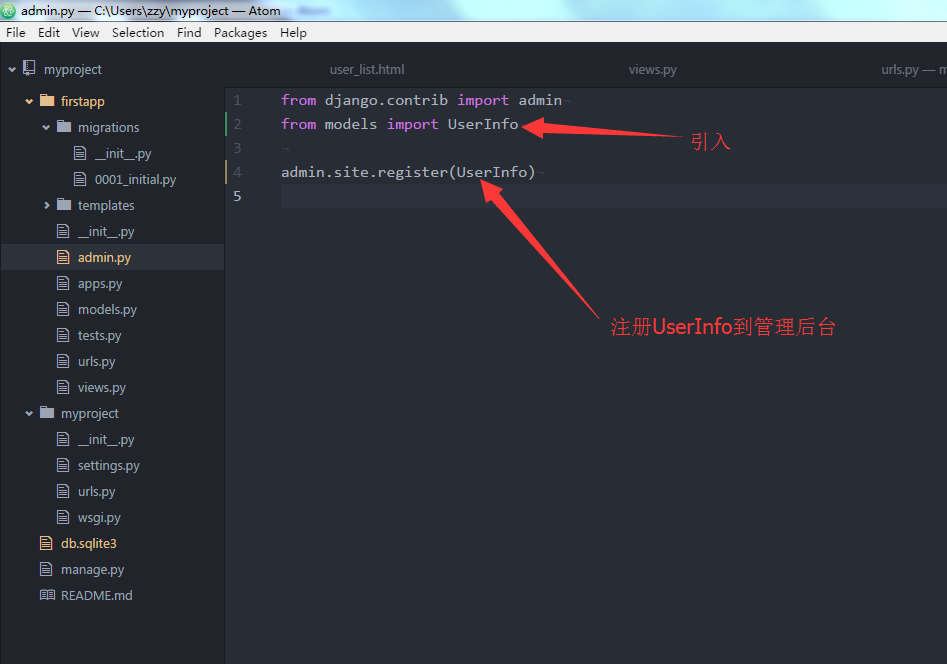 admin.py — C:\Users\zzy\myproject — Atom
File Edit View Selection Find Packages Help
myproject
user_list.html
views.py
urls.py — m
firstapp
migrations
__init__.py
0001_initial.py
templates
__init__.py
admin.py
apps.py
models.py
tests.py
urls.py
views.py
myproject
__init__.py
settings.py
urls.py
wsgi.py
db.sqlite3
manage.py
README.md
1 from django.contrib import admin¬
2 from models import UserInfo¬
3 ¬
4 admin.site.register(UserInfo)¬
5
引入
注册UserInfo到管理后台